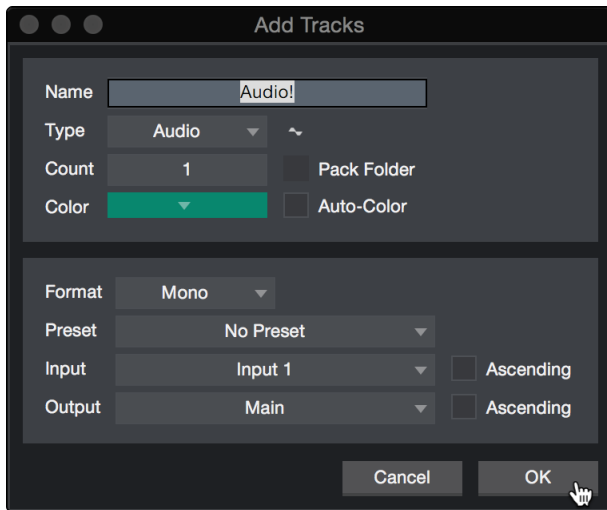 Add Tracks
Name Audio!
Type Audio
Count 1 Pack Folder
Color Auto-Color
Format Mono
Preset No Preset
Input Input 1 Ascending
Output Main Ascending
Cancel OK